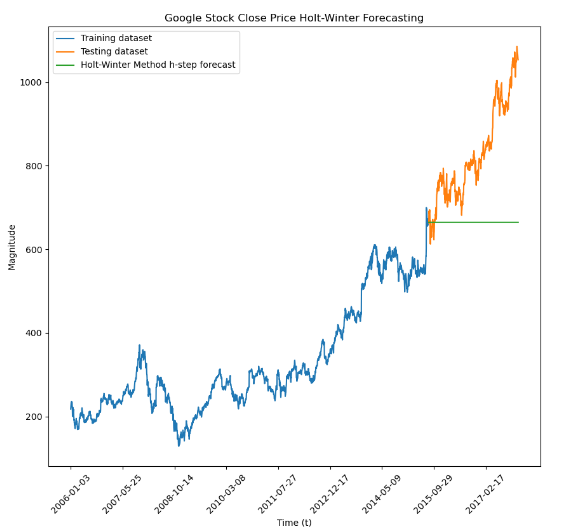 Google Stock Close Price Holt-Winter Forecasting
Training dataset
Testing dataset
Holt-Winter Method h-step forecast
Magnitude
1000
800
600
400
200
2006-01-03
2007-05-25
2008-10-14
2010-03-08
2011-07-27
2012-12-17
2014-05-09
2015-09-29
2017-02-17
Time (t)